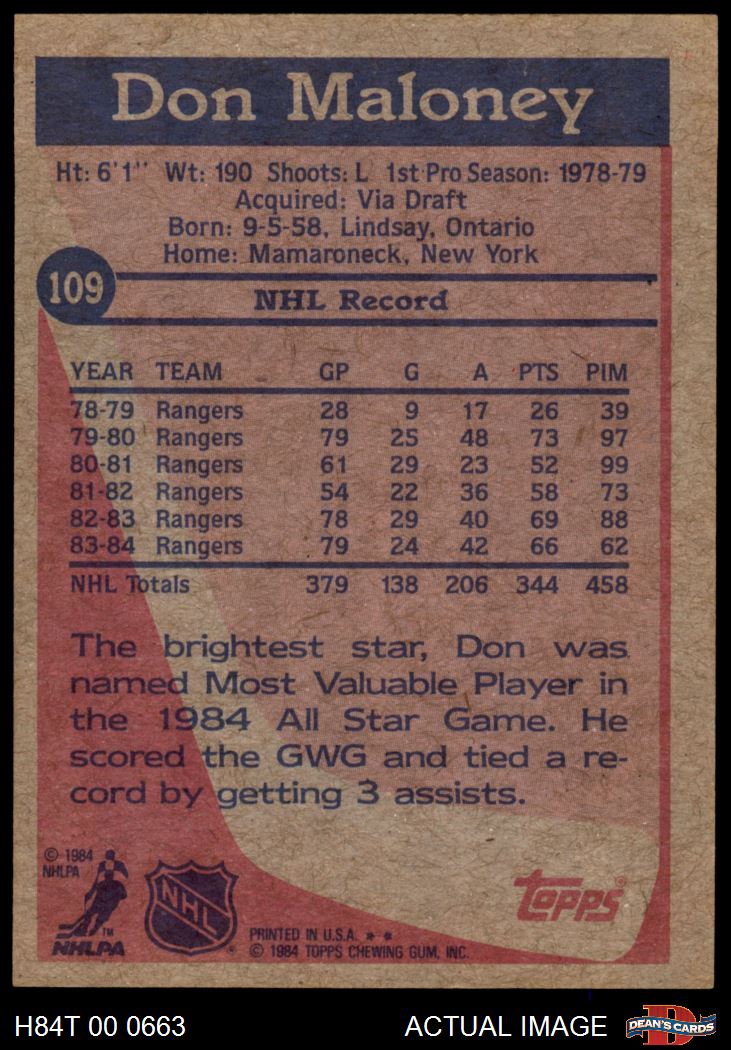 Don Maloney
Ht: 6'1" Wt: 190 Shoots: L 1st Pro Season: 1978-79
Acquired: Via Draft
Born: 9-5-58, Lindsay, Ontario
Home: Mamaroneck, New York
109
NHL Record
YEAR TEAM GP G A PTS PIM
78-79 Rangers 28 9 17 26 39
79-80 Rangers 79 25 48 73 97
80-81 Rangers 61 29 23 52 99
81-82 Rangers 54 22 36 58 73
82-83 Rangers 78 29 40 69 88
83-84 Rangers 79 24 42 66 62
NHL Totals 379 138 206 344 458
The brightest star, Don was
named Most Valuable Player in
the 1984 All Star Game. He
scored the GWG and tied a re-
cord by getting 3 assists.
© 1984
NHLPA
NHLPA™
NHL®
topps®
PRINTED IN U.S.A. **
© 1984 TOPPS CHEWING GUM, INC.
H84T 00 0663
ACTUAL IMAGE
D
DEAN'S CARDS